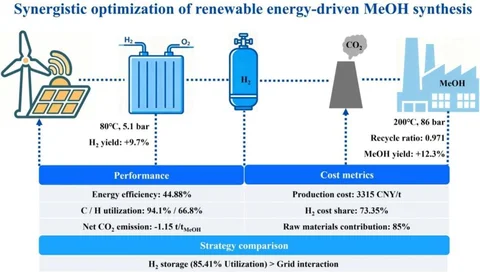 Synergistic optimization of renewable energy-driven MeOH synthesis
H₂
O₂
H₂
CO₂
MeOH
80℃, 5.1 bar
H₂ yield: +9.7%
200℃, 86 bar
Recycle ratio: 0.971
MeOH yield: +12.3%
Performance
Cost metrics
Energy efficiency: 44.88%
Production cost: 3315 CNY/t
C / H utilization: 94.1% / 66.8%
H₂ cost share: 73.35%
Net CO₂ emission: -1.15 t/tMeOH
Raw materials contribution: 85%
Strategy comparison
H₂ storage (85.41% Utilization) > Grid interaction